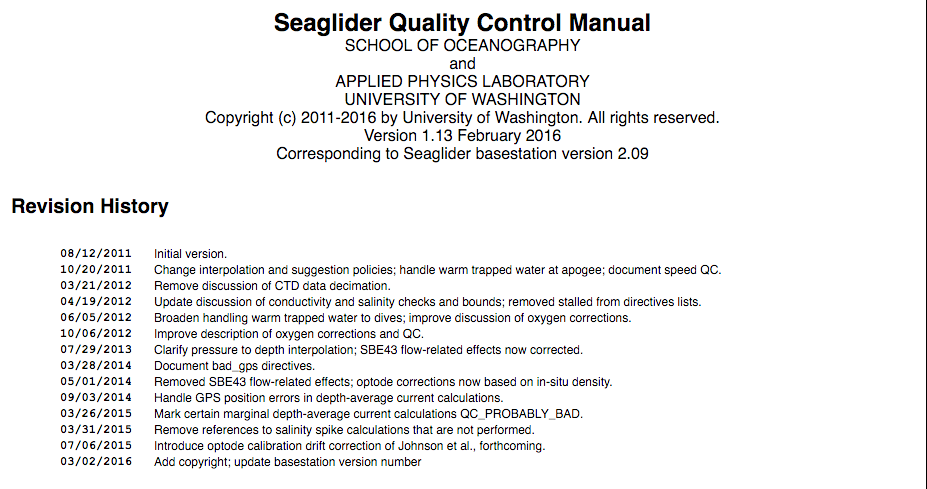 Seaglider Quality Control Manual
SCHOOL OF OCEANOGRAPHY
and
APPLIED PHYSICS LABORATORY
UNIVERSITY OF WASHINGTON
Copyright (c) 2011-2016 by University of Washington. All rights reserved.
Version 1.13 February 2016
Corresponding to Seaglider basestation version 2.09
Revision History
08/12/2011 Initial version.
10/20/2011 Change interpolation and suggestion policies; handle warm trapped water at apogee; document speed QC.
03/21/2012 Remove discussion of CTD data decimation.
04/19/2012 Update discussion of conductivity and salinity checks and bounds; removed stalled from directives lists.
06/05/2012 Broaden handling warm trapped water to dives; improve discussion of oxygen corrections.
10/06/2012 Improve description of oxygen corrections and QC.
07/29/2013 Clarify pressure to depth interpolation; SBE43 flow-related effects now corrected.
03/28/2014 Document bad_gps directives.
05/01/2014 Removed SBE43 flow-related effects; optode corrections now based on in-situ density.
09/03/2014 Handle GPS position errors in depth-average current calculations.
03/26/2015 Mark certain marginal depth-average current calculations QC_PROBABLY_BAD.
03/31/2015 Remove references to salinity spike calculations that are not performed.
07/06/2015 Introduce optode calibration drift correction of Johnson et al., forthcoming.
03/02/2016 Add copyright; update basestation version number